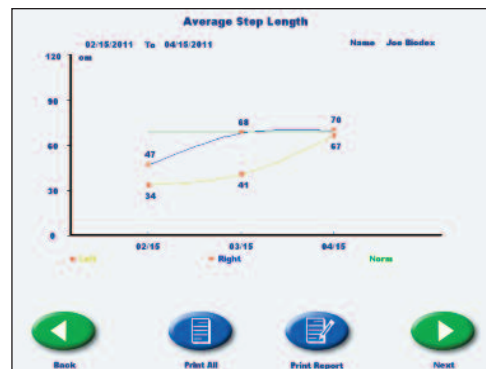 Average Step Length
02/15/2011 To 04/15/2011 Name Joe Biodex
120 cm
90
68 70
60
47 67
34 41
30
0
02/15 03/15 04/15
Left Right Norm
Back Print All Print Report Next